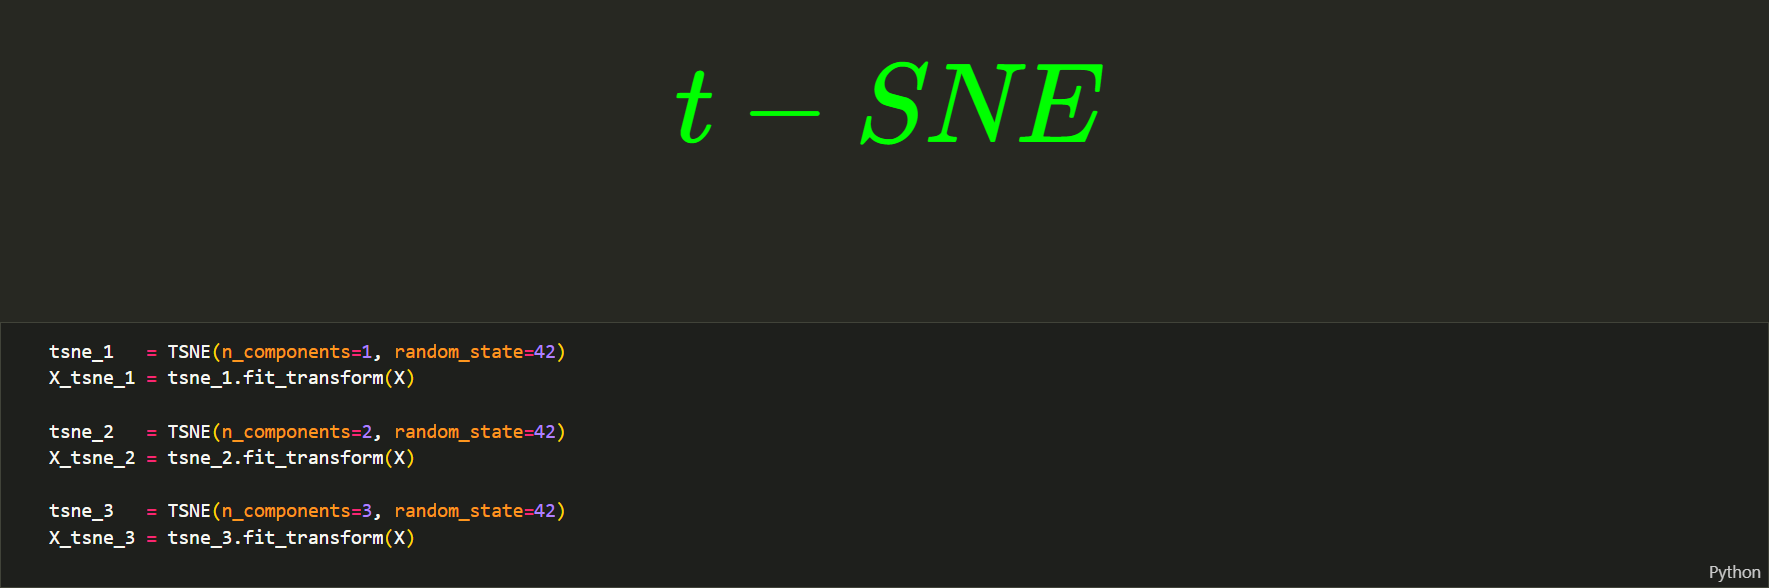 t − SNE
tsne_1   = TSNE(n_components=1, random_state=42)
X_tsne_1 = tsne_1.fit_transform(X)
tsne_2   = TSNE(n_components=2, random_state=42)
X_tsne_2 = tsne_2.fit_transform(X)
tsne_3   = TSNE(n_components=3, random_state=42)
X_tsne_3 = tsne_3.fit_transform(X)
Python